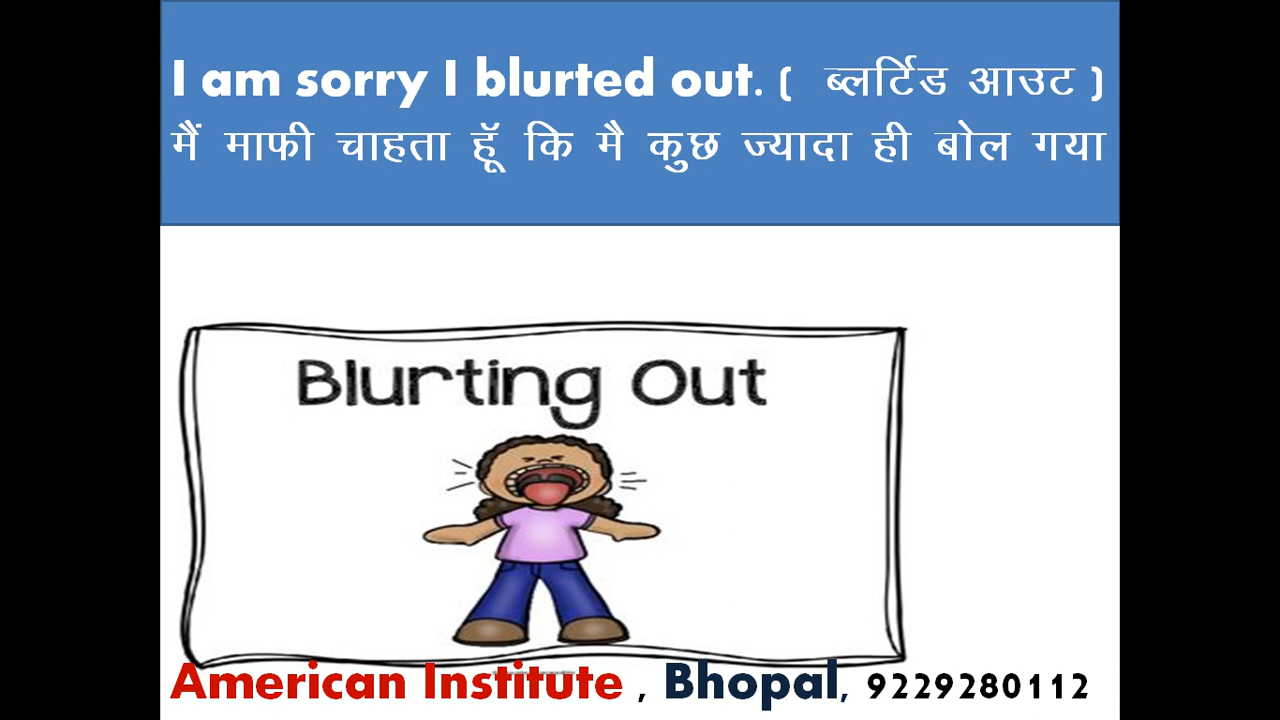 I am sorry I blurted out. ( ब्लर्टिड आउट )
मैं माफी चाहता हूॅं कि मै कुछ ज्यादा ही बोल गया
Blurting Out
American Institute , Bhopal, 9229280112